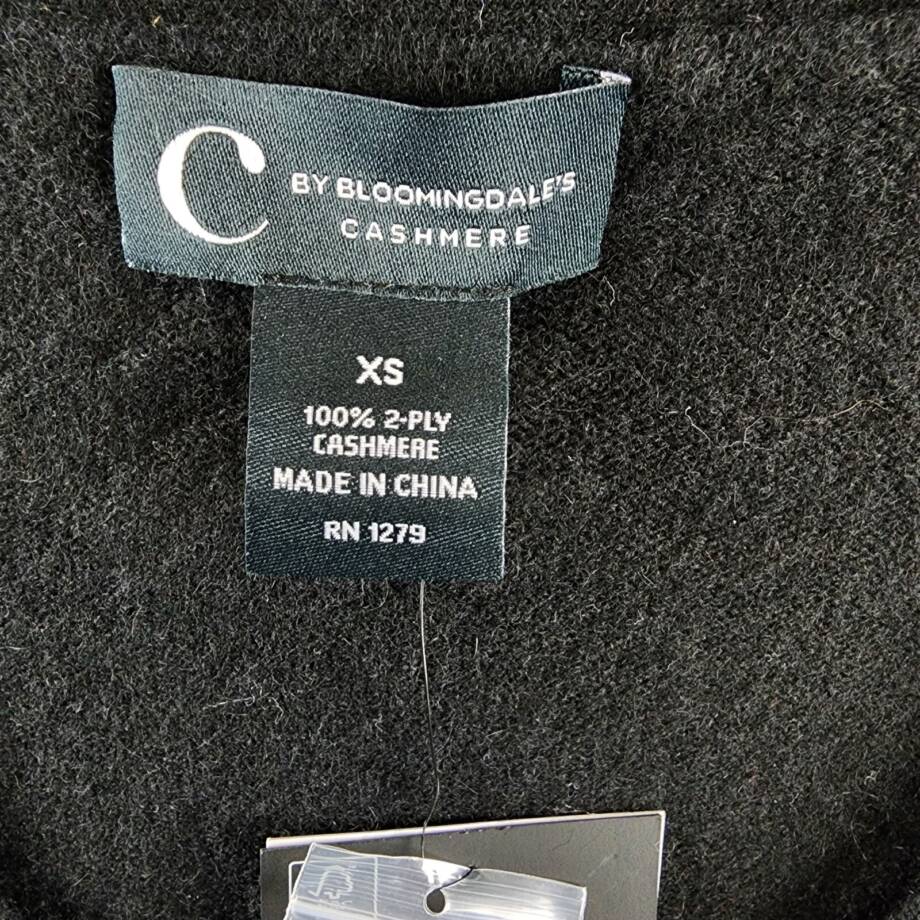 C BY BLOOMINGDALE'S
CASHMERE
XS
100% 2-PLY
CASHMERE
MADE IN CHINA
RN 1279